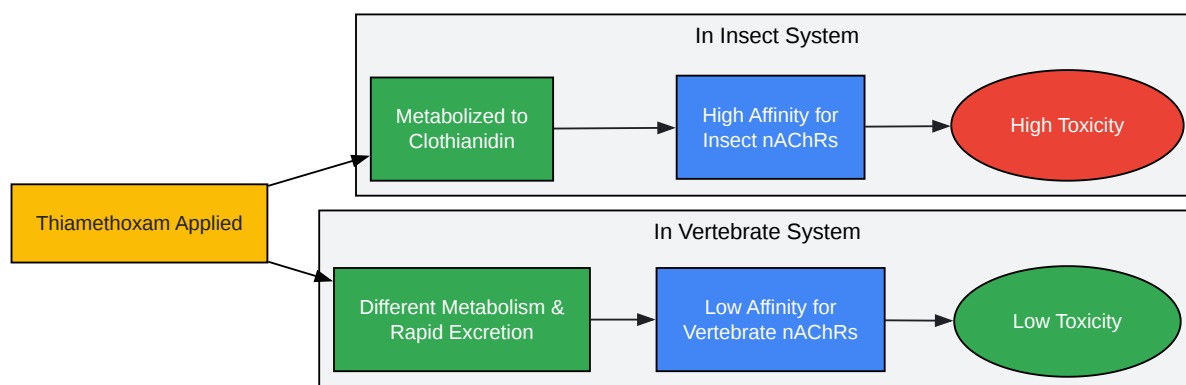 In Insect System
Metabolized to
Clothianidin
High Affinity for
Insect nAChRs
High Toxicity
Thiamethoxam Applied
In Vertebrate System
Different Metabolism &
Rapid Excretion
Low Affinity for
Vertebrate nAChRs
Low Toxicity